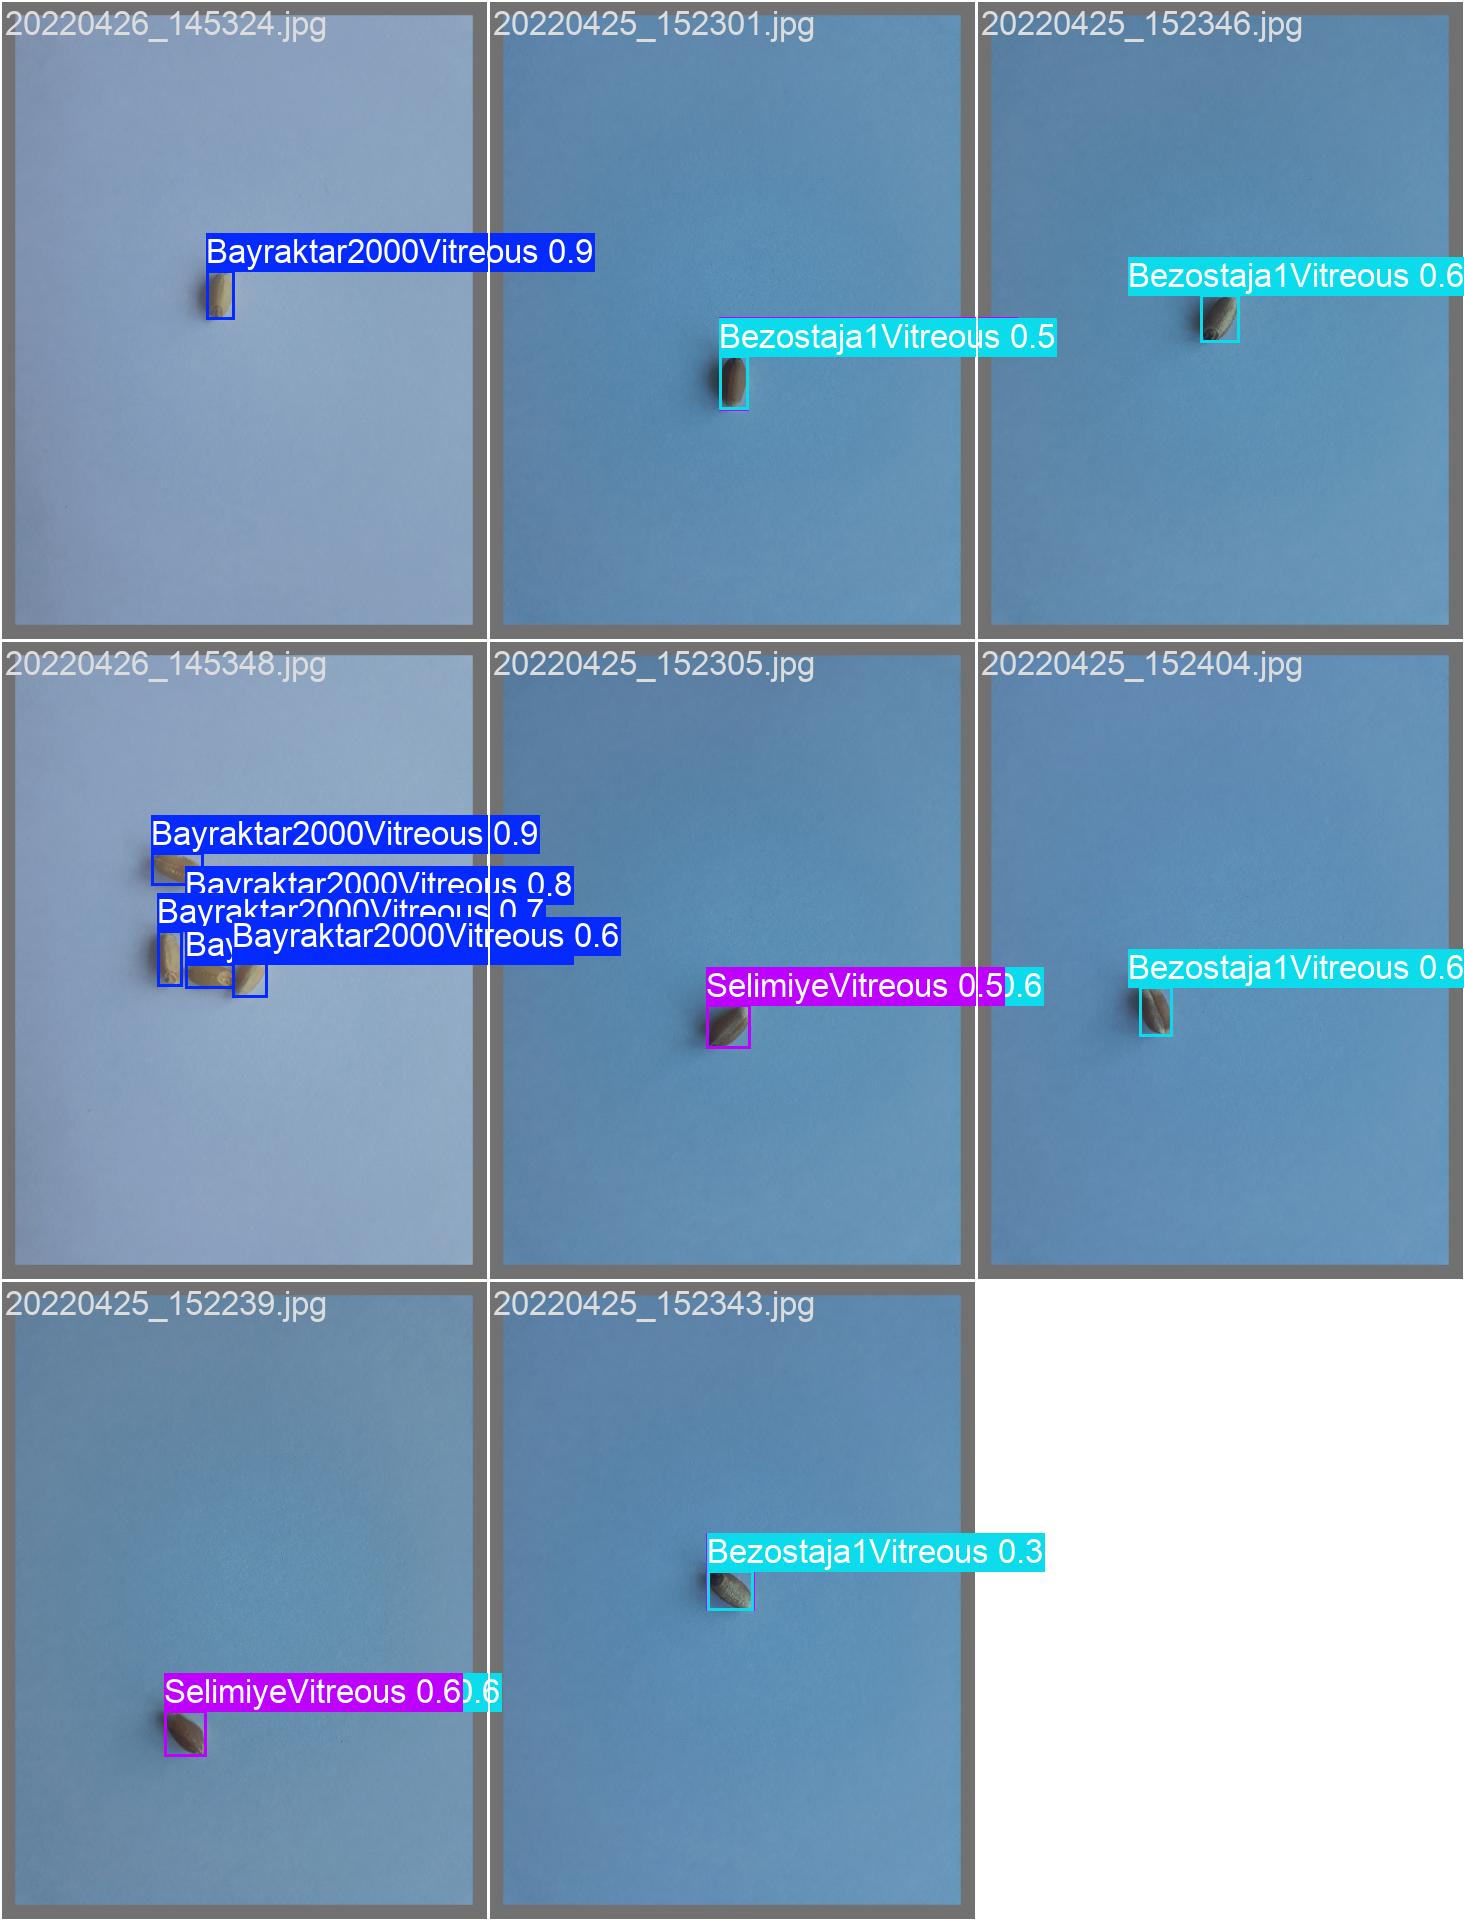 20220426_145324.jpg
Bayraktar2000Vitreous 0.9
20220425_152301.jpg
Bezostaja1Vitreous 0.5
20220425_152346.jpg
Bezostaja1Vitreous 0.6
20220426_145348.jpg
Bayraktar2000Vitreous 0.9
Bayraktar2000Vitreous 0.8
Bayraktar2000Vitreous 0.7
Bay
Bayraktar2000Vitreous 0.6
20220425_152305.jpg
SelimiyeVitreous 0.5
0.6
20220425_152404.jpg
Bezostaja1Vitreous 0.6
20220425_152239.jpg
SelimiyeVitreous 0.6
0.6
20220425_152343.jpg
Bezostaja1Vitreous 0.3